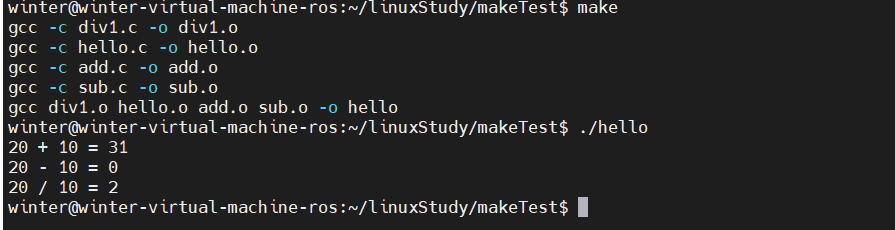 winter@winter-virtual-machine-ros:~/linuxStudy/makeTest$ make
gcc -c div1.c -o div1.o
gcc -c hello.c -o hello.o
gcc -c add.c -o add.o
gcc -c sub.c -o sub.o
gcc div1.o hello.o add.o sub.o -o hello
winter@winter-virtual-machine-ros:~/linuxStudy/makeTest$ ./hello
20 + 10 = 31
20 - 10 = 0
20 / 10 = 2
winter@winter-virtual-machine-ros:~/linuxStudy/makeTest$